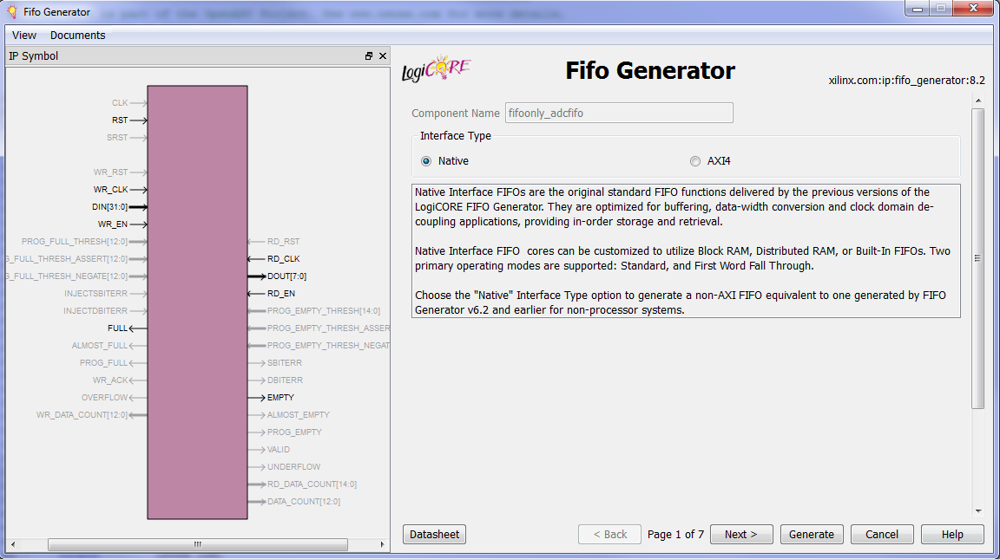 Fifo Generator
View Documents
IP Symbol
CLK
RST
SRST
WR_RST
WR_CLK
DIN[31:0]
WR_EN
PROG_FULL_THRESH[12:0]
G_FULL_THRESH_ASSERT[12:0]
G_FULL_THRESH_NEGATE[12:0]
INJECTSBITERR
INJECTDBITERR
FULL
ALMOST_FULL
PROG_FULL
WR_ACK
OVERFLOW
WR_DATA_COUNT[12:0]
RD_RST
RD_CLK
DOUT[7:0]
RD_EN
PROG_EMPTY_THRESH[14:0]
PROG_EMPTY_THRESH_ASSER
PROG_EMPTY_THRESH_NEGAT
SBITERR
DBITERR
EMPTY
ALMOST_EMPTY
PROG_EMPTY
VALID
UNDERFLOW
RD_DATA_COUNT[14:0]
DATA_COUNT[12:0]
LogiCORE
Fifo Generator
xilinx.com:ip:fifo_generator:8.2
Component Name fifoonly_adcfifo
Interface Type
Native AXI4
Native Interface FIFOs are the original standard FIFO functions delivered by the previous versions of the
LogiCORE FIFO Generator. They are optimized for buffering, data-width conversion and clock domain de-
coupling applications, providing in-order storage and retrieval.
Native Interface FIFO cores can be customized to utilize Block RAM, Distributed RAM, or Built-In FIFOs. Two
primary operating modes are supported: Standard, and First Word Fall Through.
Choose the "Native" Interface Type option to generate a non-AXI FIFO equivalent to one generated by FIFO
Generator v6.2 and earlier for non-processor systems.
Datasheet < Back Page 1 of 7 Next > Generate Cancel Help